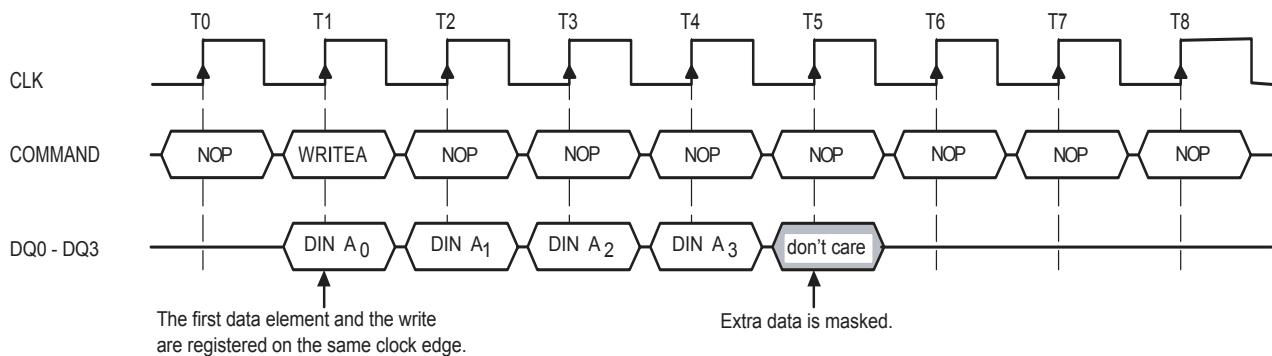 T0 T1 T2 T3 T4 T5 T6 T7 T8
CLK
COMMAND NOP WRITEA NOP NOP NOP NOP NOP NOP NOP
DQ0 - DQ3 DIN A0 DIN A1 DIN A2 DIN A3 don't care
The first data element and the write
are registered on the same clock edge.
Extra data is masked.